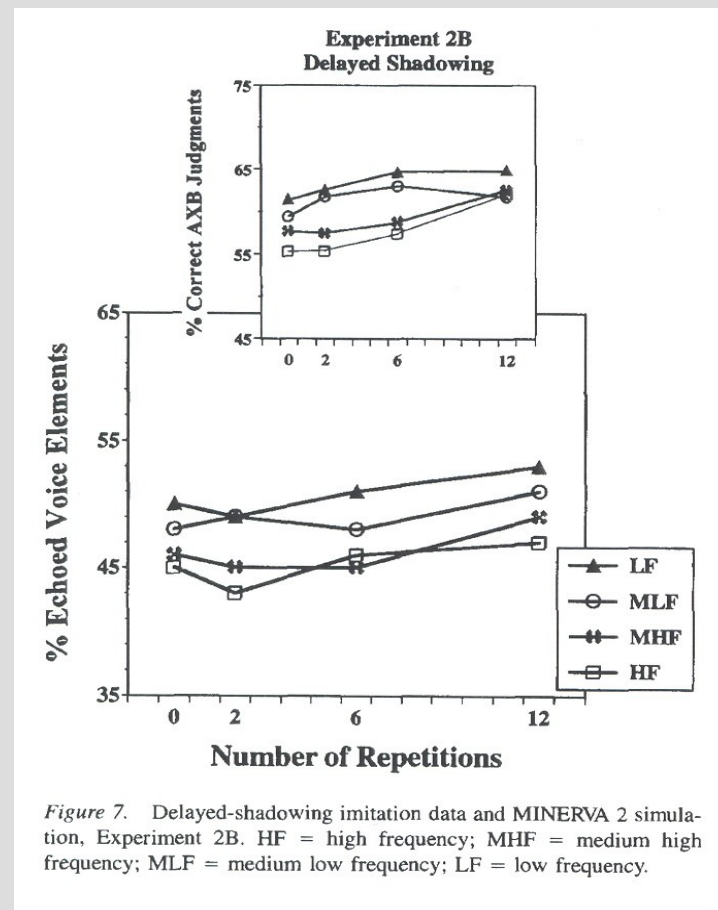 Experiment 2B
Delayed Shadowing
% Correct AXB Judgments
75
65
55
45
0 2 6 12
% Echoed Voice Elements
65
55
45
35
0 2 6 12
LF
MLF
MHF
HF
Number of Repetitions
Figure 7. Delayed-shadowing imitation data and MINERVA 2 simula-
tion, Experiment 2B. HF = high frequency; MHF = medium high
frequency; MLF = medium low frequency; LF = low frequency.